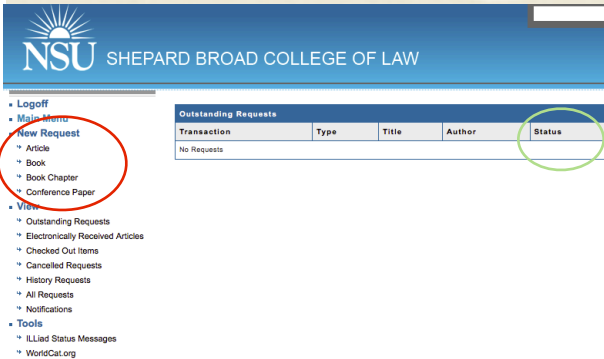 NSU SHEPARD BROAD COLLEGE OF LAW
Logoff
Main Menu
New Request
Article
Book
Book Chapter
Conference Paper
View
Outstanding Requests
Electronically Received Articles
Checked Out Items
Cancelled Requests
History Requests
All Requests
Notifications
Tools
ILLiad Status Messages
WorldCat.org
Outstanding Requests
Transaction Type Title Author Status
No Requests